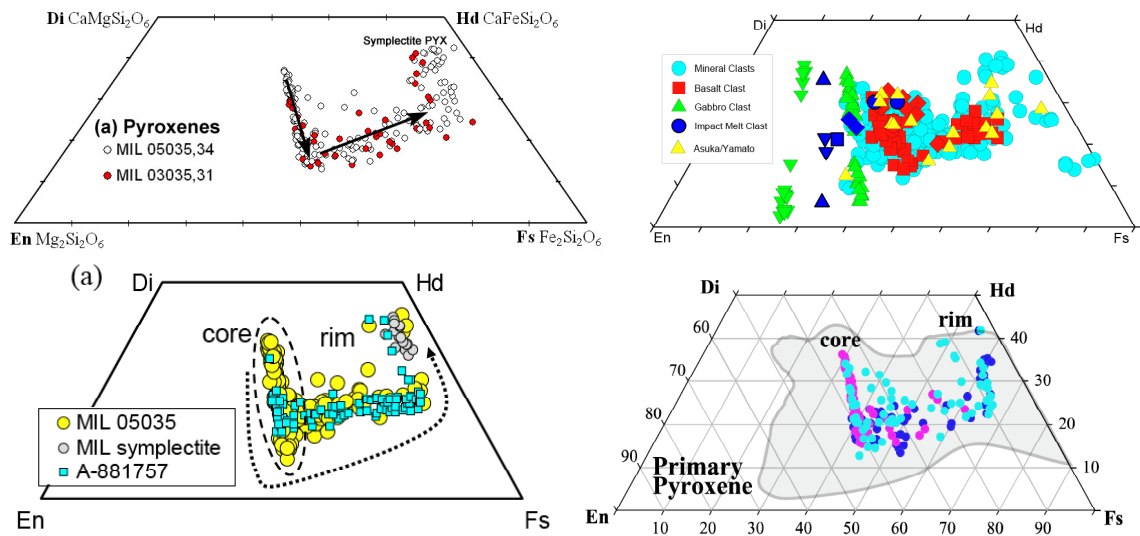 Di CaMgSi2O6
Hd CaFeSi2O6
Symplectite PYX
(a) Pyroxenes
MIL 05035,34
MIL 03035,31
En Mg2Si2O6
Fs Fe2Si2O6
Di
Hd
Mineral Clasts
Basalt Clast
Gabbro Clast
Impact Melt Clast
Asuka/Yamato
En
Fs
(a)
Di
Hd
core
rim
MIL 05035
MIL symplectite
A-881757
En
Fs
Di
Hd
rim
core
60
70
80
90
40
30
20
10
Primary
Pyroxene
En
Fs
10 20 30 40 50 60 70 80 90